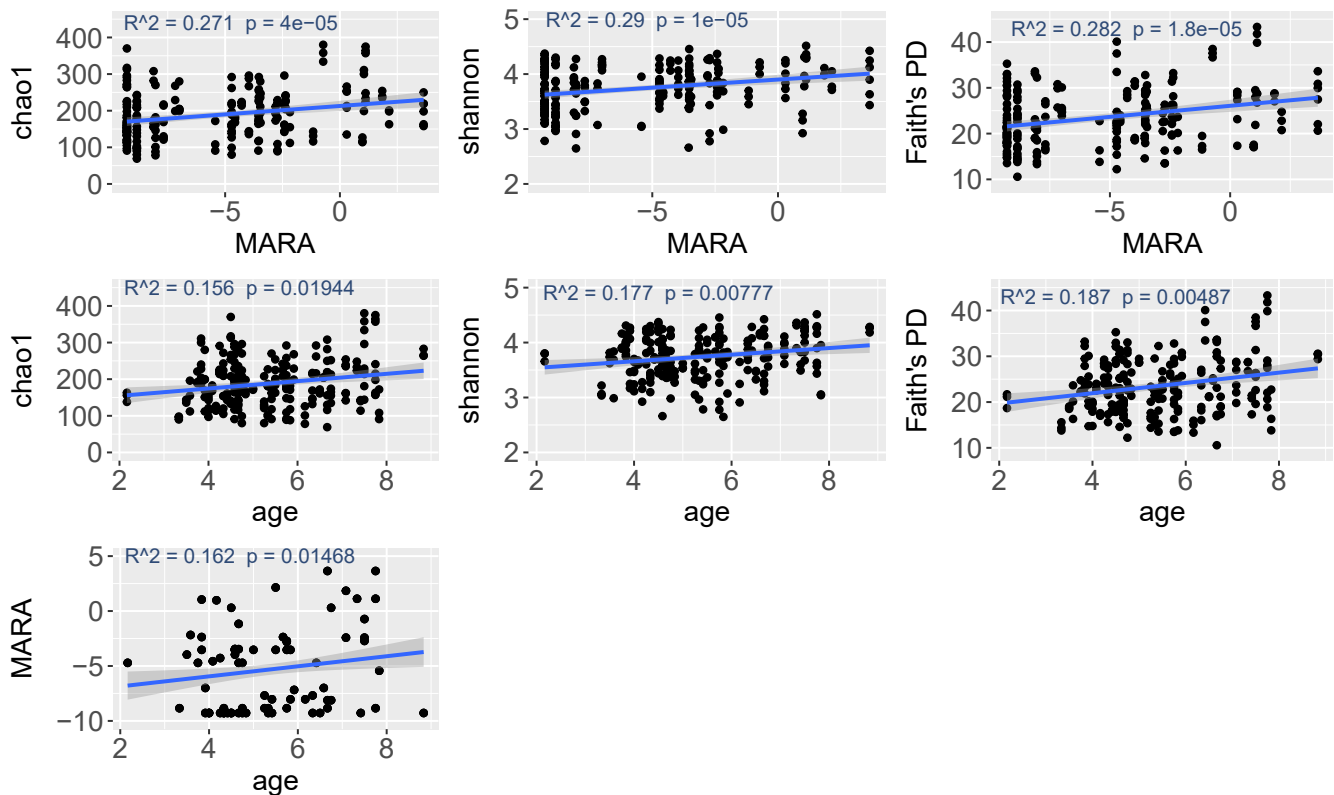 R^2 = 0.271 p = 4e−05
400
300
200
100
0
chao1
−5 0
MARA
R^2 = 0.29 p = 1e−05
5
4
3
2
shannon
−5 0
MARA
R^2 = 0.282 p = 1.8e−05
40
30
20
10
Faith's PD
−5 0
MARA
R^2 = 0.156 p = 0.01944
400
300
200
100
0
chao1
2 4 6 8
age
R^2 = 0.177 p = 0.00777
5
4
3
2
shannon
2 4 6 8
age
R^2 = 0.187 p = 0.00487
40
30
20
10
Faith's PD
2 4 6 8
age
R^2 = 0.162 p = 0.01468
5
0
−5
−10
MARA
2 4 6 8
age